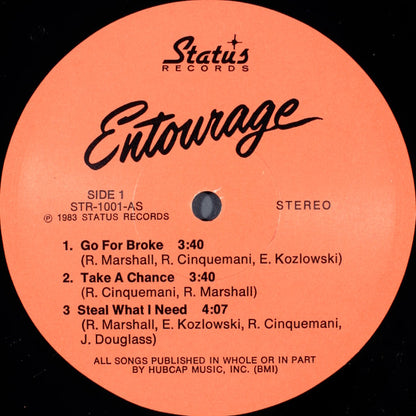 Status
RECORDS
Entourage
SIDE 1
STR-1001-AS
℗ 1983 STATUS RECORDS
STEREO
1. Go For Broke 3:40
(R. Marshall, R. Cinquemani, E. Kozlowski)
2. Take A Chance 3:40
(R. Cinquemani, R. Marshall)
3 Steal What I Need 4:07
(R. Marshall, E. Kozlowski, R. Cinquemani,
J. Douglass)
ALL SONGS PUBLISHED IN WHOLE OR IN PART
BY HUBCAP MUSIC, INC. (BMI)